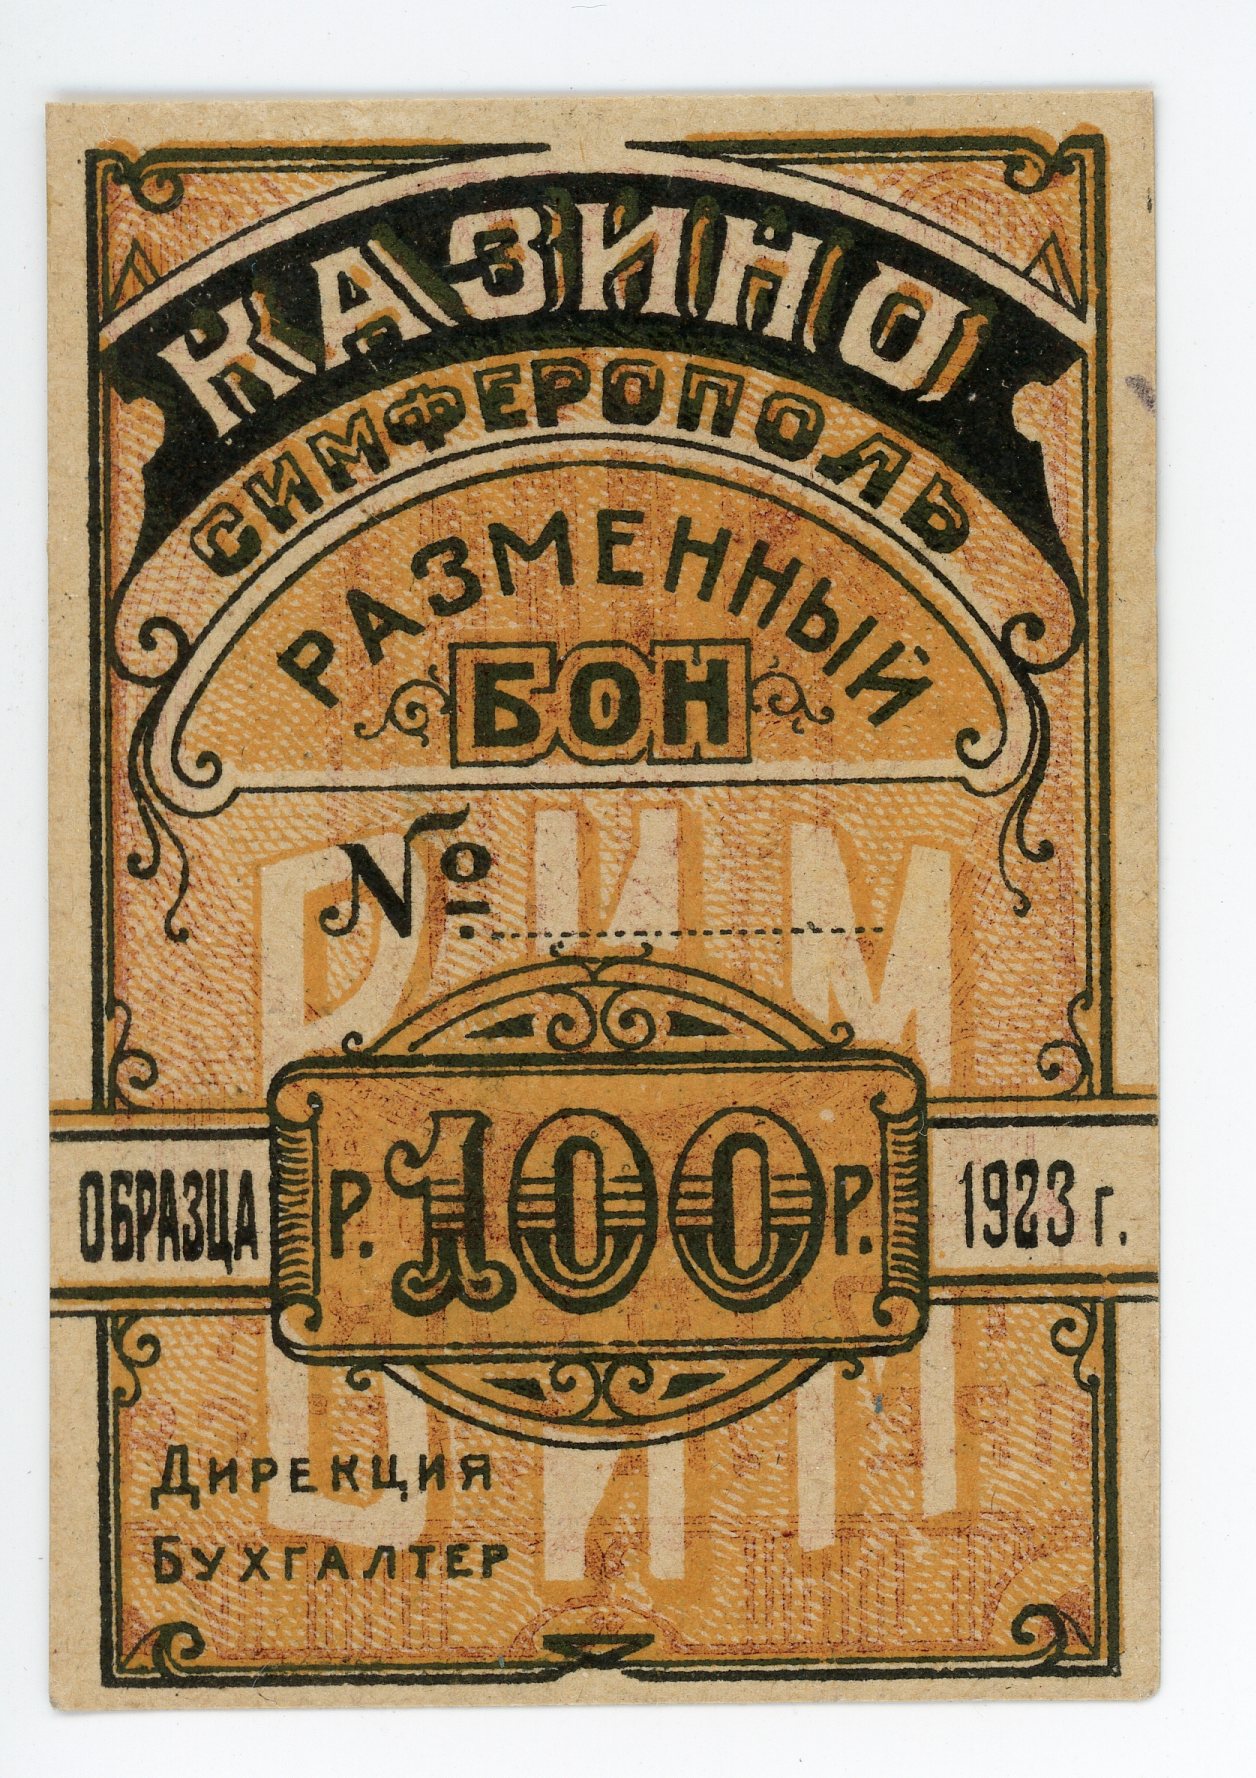 КАЗИНО
СИМФЕРОПОЛЬ
РАЗМЕННЫЙ
БОН
№
ОБРАЗЦА Р. 100 Р. 1923 г.
ДИРЕКЦИЯ
БУХГАЛТЕР